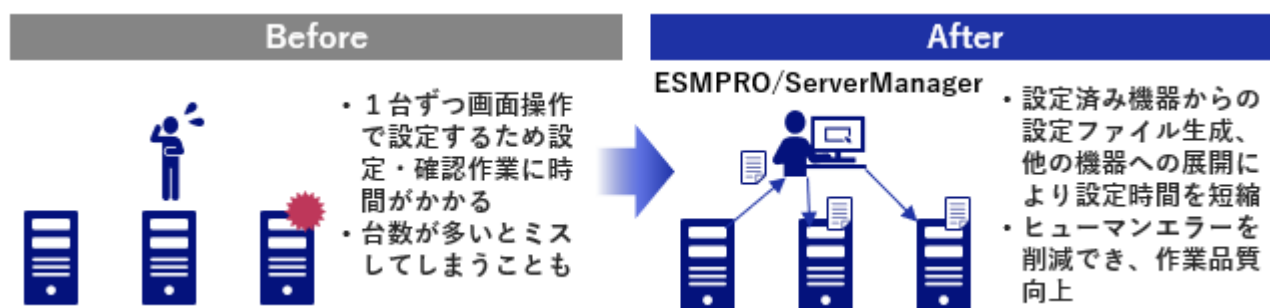 Before
・１台ずつ画面操作
で設定するため設
定・確認作業に時
間がかかる
・台数が多いとミス
してしまうことも
After
ESMPRO/ServerManager
・設定済み機器からの
設定ファイル生成、
他の機器への展開に
より設定時間を短縮
・ヒューマンエラーを
削減でき、作業品質
向上